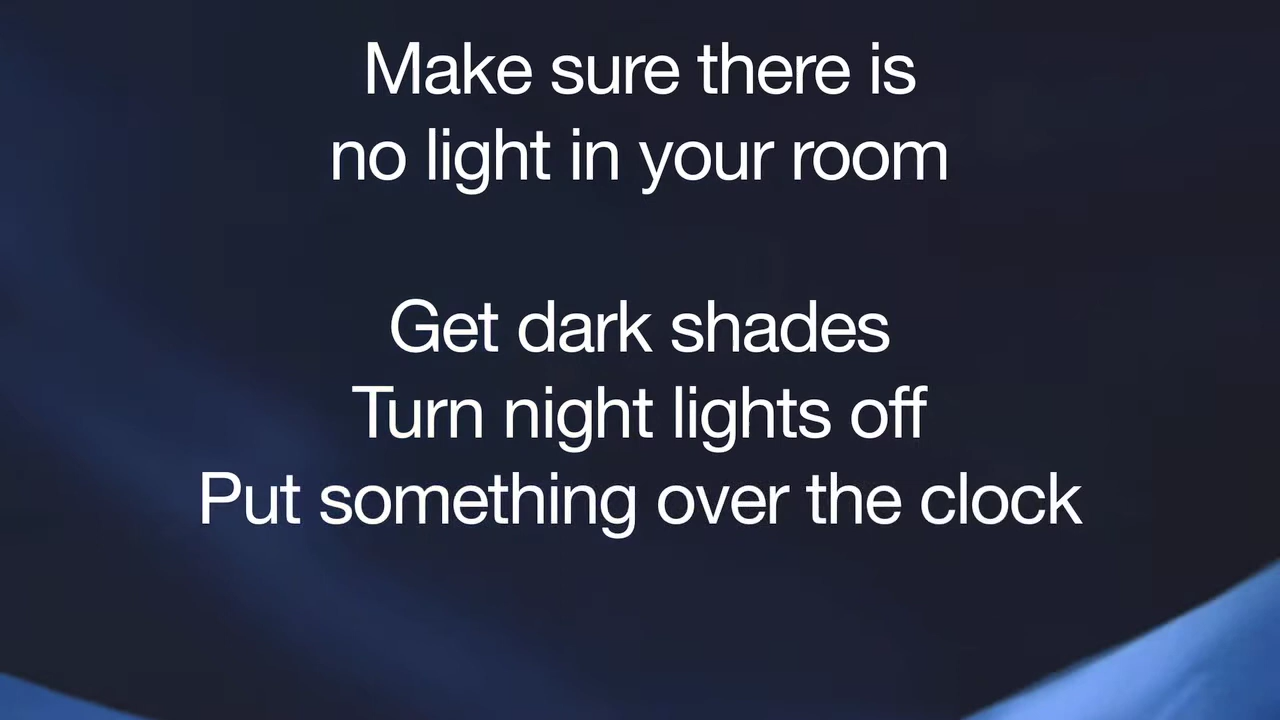 Make sure there is
no light in your room
Get dark shades
Turn night lights off
Put something over the clock